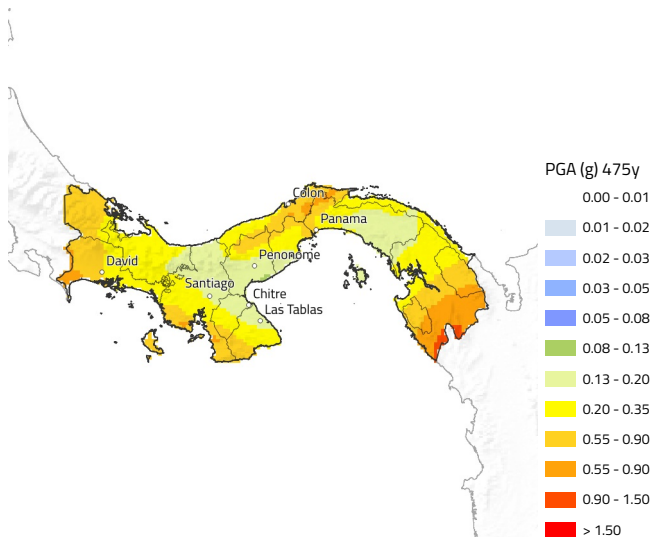 PGA (g) 475y
0.00 - 0.01
Colon
0.01 - 0.02
Panama
David
Penonome
0.02 - 0.03
Santiago
Chitre
0.03 - 0.05
Las Tablas
0.05 - 0.08
0.08 - 0.13
0.13 - 0.20
0.20 - 0.35
0.55 - 0.90
0.55 - 0.90
0.90 - 1.50
> 1.50